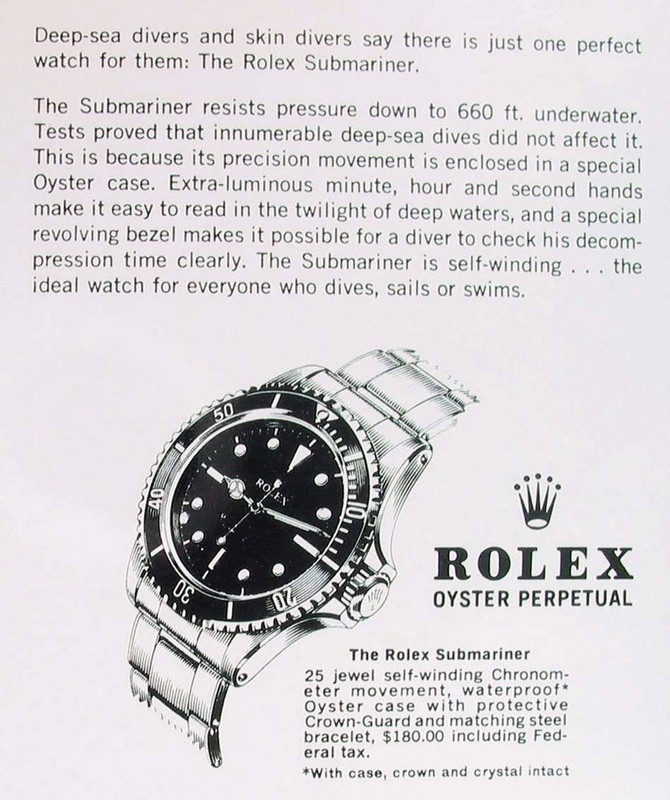 Deep-sea divers and skin divers say there is just one perfect
watch for them: The Rolex Submariner.
The Submariner resists pressure down to 660 ft. underwater.
Tests proved that innumerable deep-sea dives did not affect it.
This is because its precision movement is enclosed in a special
Oyster case. Extra-luminous minute, hour and second hands
make it easy to read in the twilight of deep waters, and a special
revolving bezel makes it possible for a diver to check his decom-
pression time clearly. The Submariner is self-winding . . . the
ideal watch for everyone who dives, sails or swims.
50
40
ROLEX
10
30
20
ROLEX
OYSTER PERPETUAL
The Rolex Submariner
25 jewel self-winding Chronom-
eter movement, waterproof*
Oyster case with protective
Crown-Guard and matching steel
bracelet, $180.00 including Fed-
eral tax.
*With case, crown and crystal intact